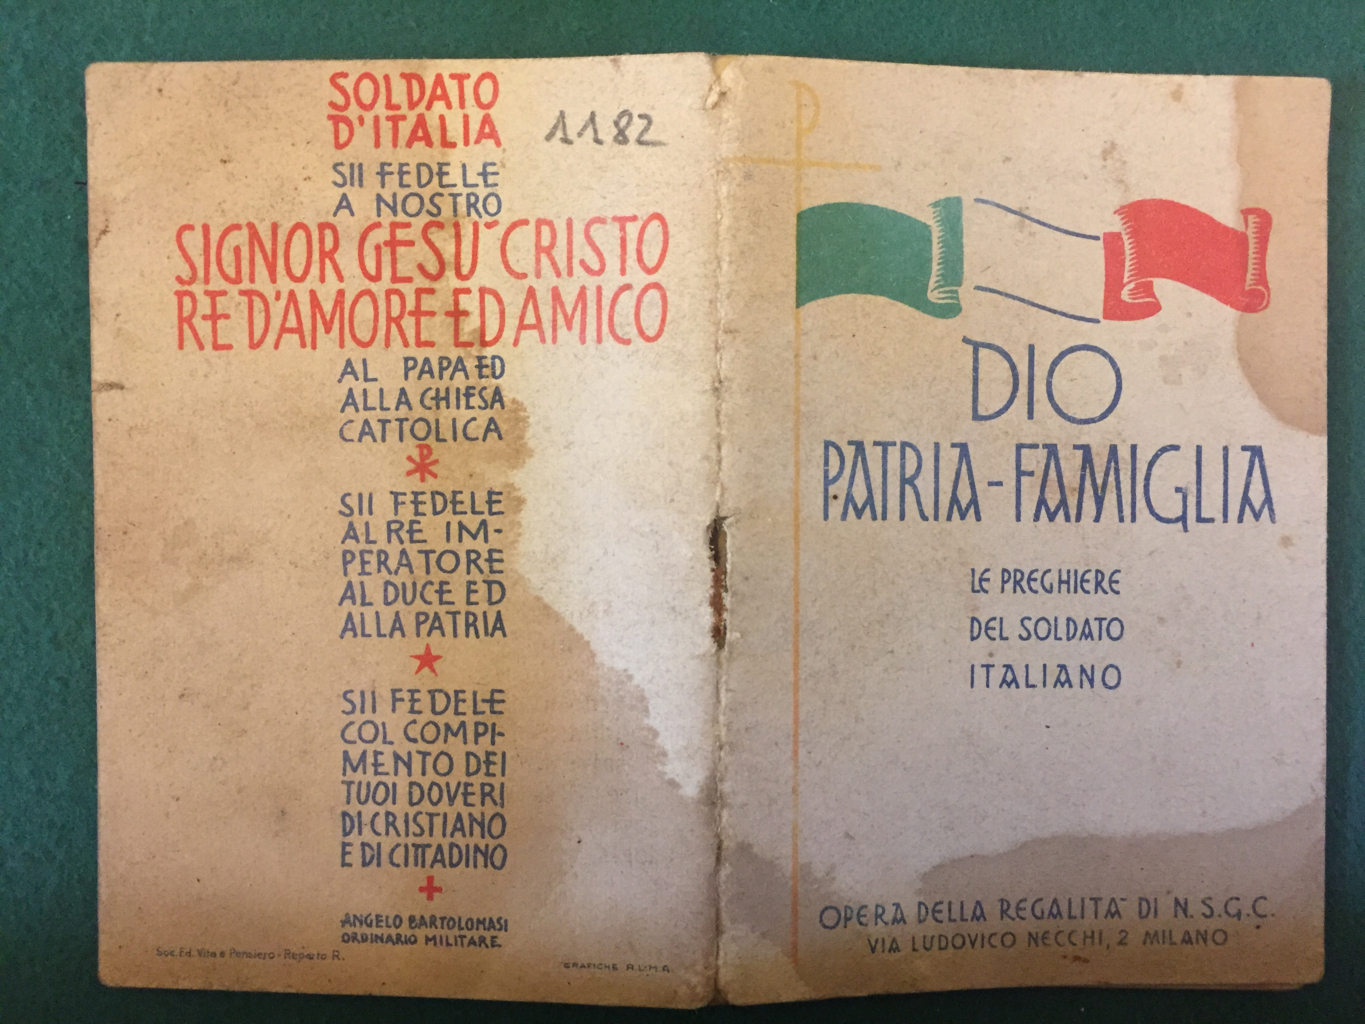 SOLDATO
D'ITALIA
1182
SII FEDELE
A NOSTRO
SIGNOR GESU' CRISTO
RE D'AMORE ED AMICO
AL PAPA ED
ALLA CHIESA
CATTOLICA
SII FEDELE
AL RE IM-
PERATORE
AL DUCE ED
ALLA PATRIA
SII FEDELE
COL COMPI-
MENTO DEI
TUOI DOVERI
DI CRISTIANO
E DI CITTADINO
ANGELO BARTOLOMASI
ORDINARIO MILITARE
Soc. Ed. Vita e Pensiero - Reparto R.
GRAFICHE A.L.M.A.
DIO
PATRIA-FAMIGLIA
LE PREGHIERE
DEL SOLDATO
ITALIANO
OPERA DELLA REGALITA' DI N.S.G.C.
VIA LUDOVICO NECCHI, 2 MILANO